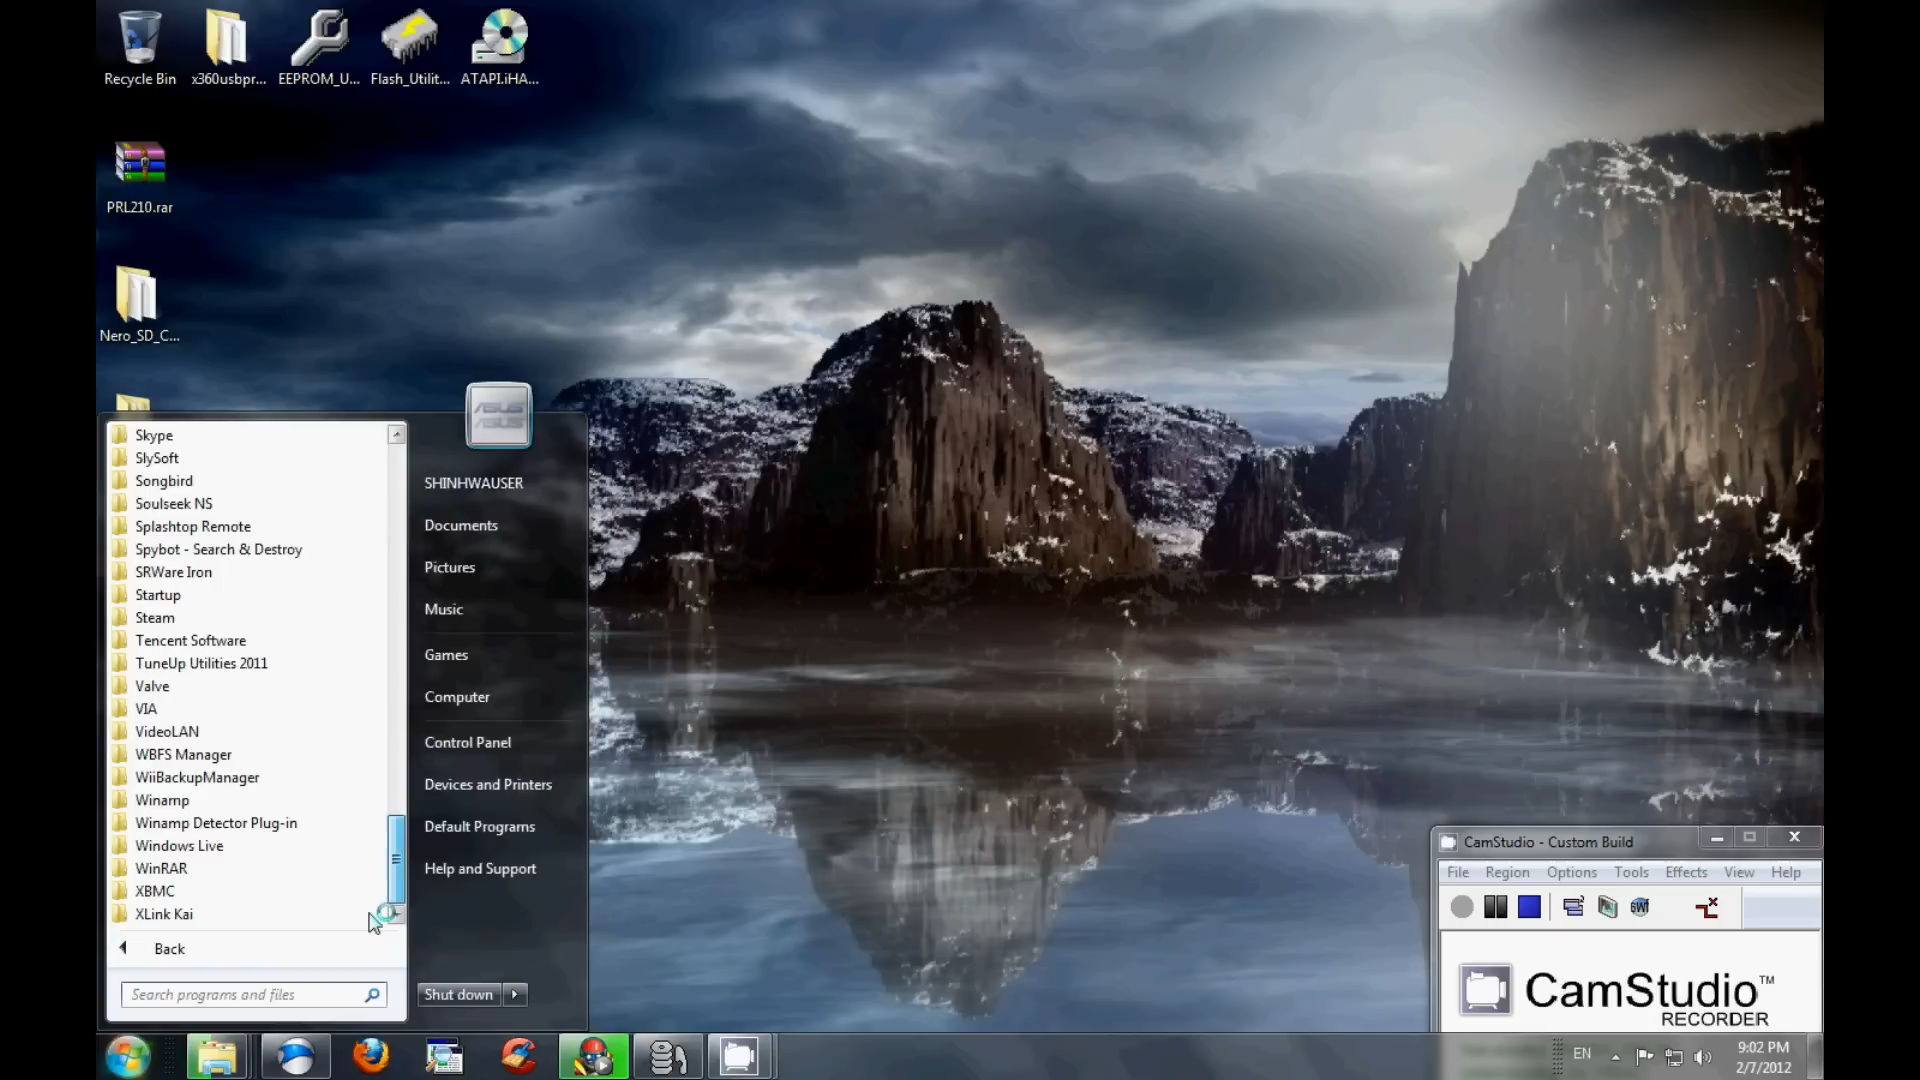 Recycle Bin
x360usbpr...
EEPROM_U...
Flash_Utilit...
ATAPI.iHA...
PRL210.rar
Nero_SD_C...
Skype
SlySoft
Songbird
Soulseek NS
Splashtop Remote
Spybot - Search & Destroy
SRWare Iron
Startup
Steam
Tencent Software
TuneUp Utilities 2011
Valve
VIA
VideoLAN
WBFS Manager
WiiBackupManager
Winamp
Winamp Detector Plug-in
Windows Live
WinRAR
XBMC
XLink Kai
Back
Search programs and files
ASUS
ASUS
SHINHWAUSER
Documents
Pictures
Music
Games
Computer
Control Panel
Devices and Printers
Default Programs
Help and Support
Shut down
CamStudio - Custom Build
File Region Options Tools Effects View Help
SWf
CamStudio™
RECORDER
EN
9:02 PM
2/7/2012